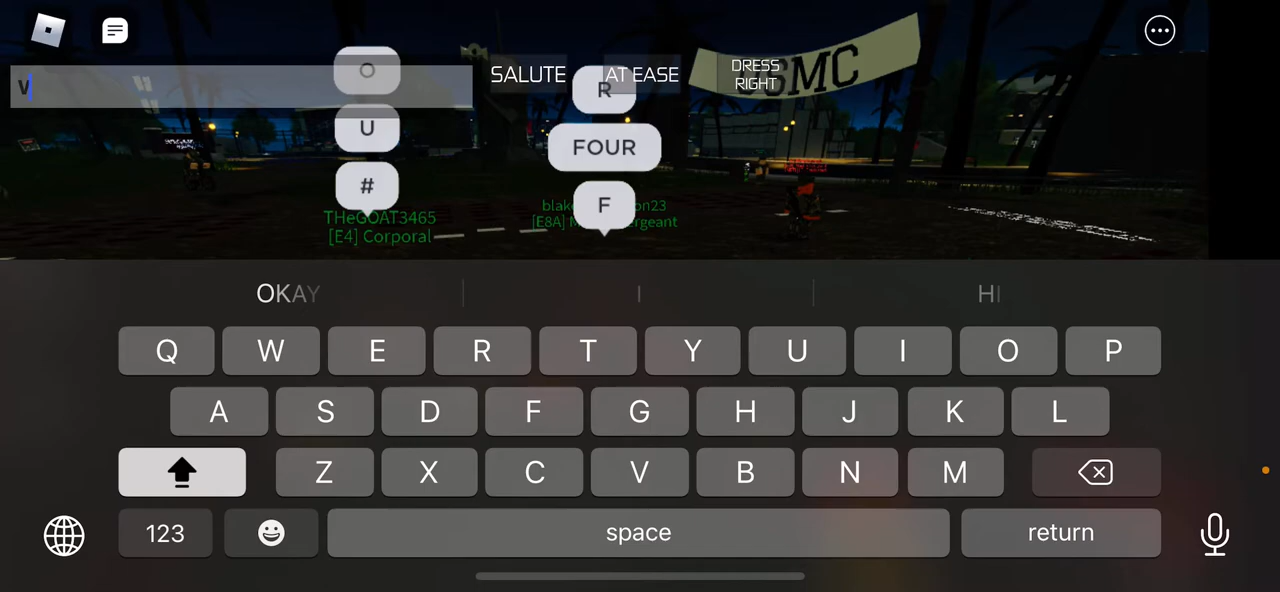 V
SALUTE
AT EASE
DRESS
RIGHT
USMC
O
U
#
R
FOUR
F
THeGOAT3465
[E4] Corporal
OKAY
I
HI
Q W E R T Y U I O P
A S D F G H J K L
Z X C V B N M
123
space
return